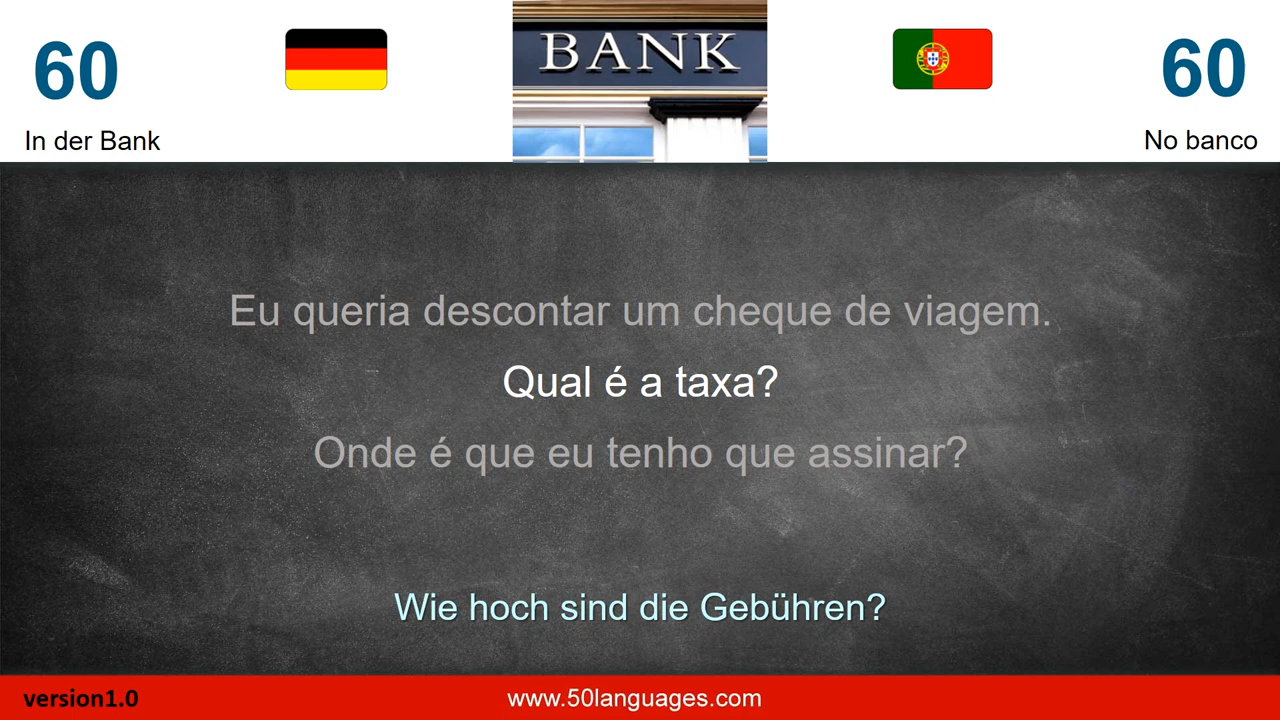 60
BANK
60
In der Bank
No banco
Eu queria descontar um cheque de viagem.
Qual é a taxa?
Onde é que eu tenho que assinar?
Wie hoch sind die Gebühren?
version1.0
www.50languages.com